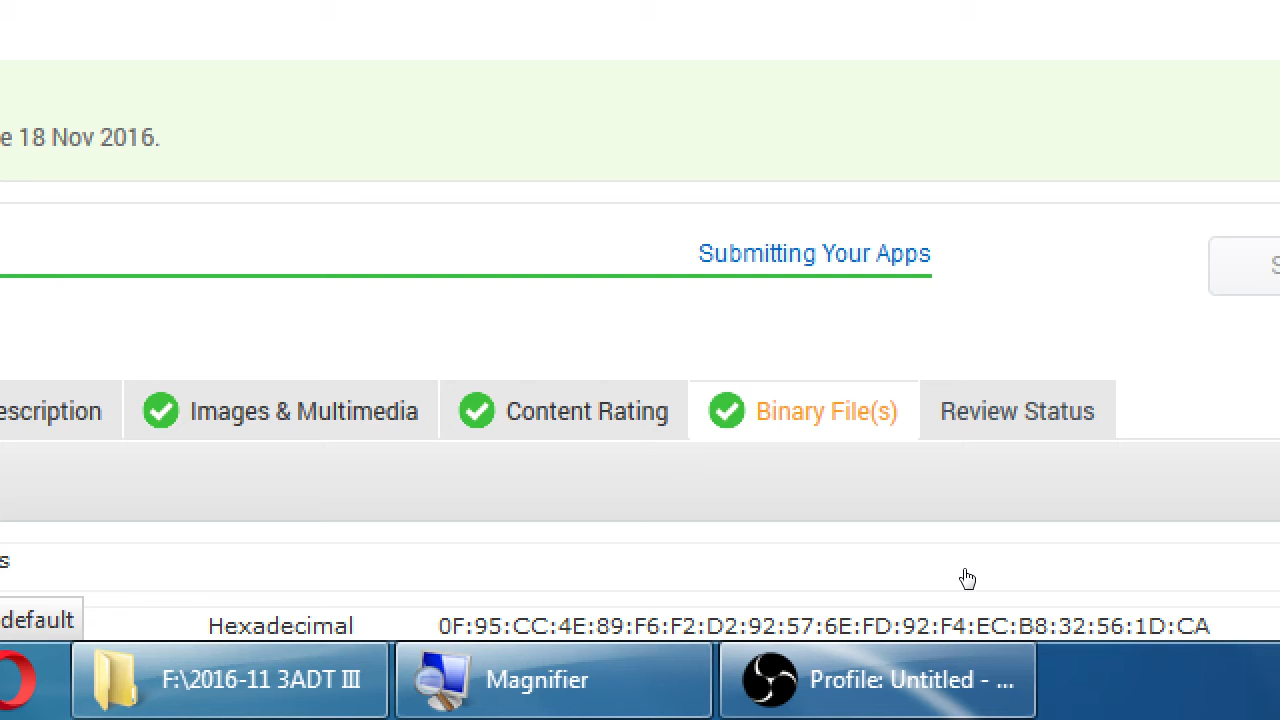 e 18 Nov 2016.
Submitting Your Apps
S
escription Images & Multimedia Content Rating Binary File(s) Review Status
s
default Hexadecimal 0F:95:CC:4E:89:F6:F2:D2:92:57:6E:FD:92:F4:EC:B8:32:56:1D:CA
F:\2016-11 3ADT III Magnifier Profile: Untitled - ...